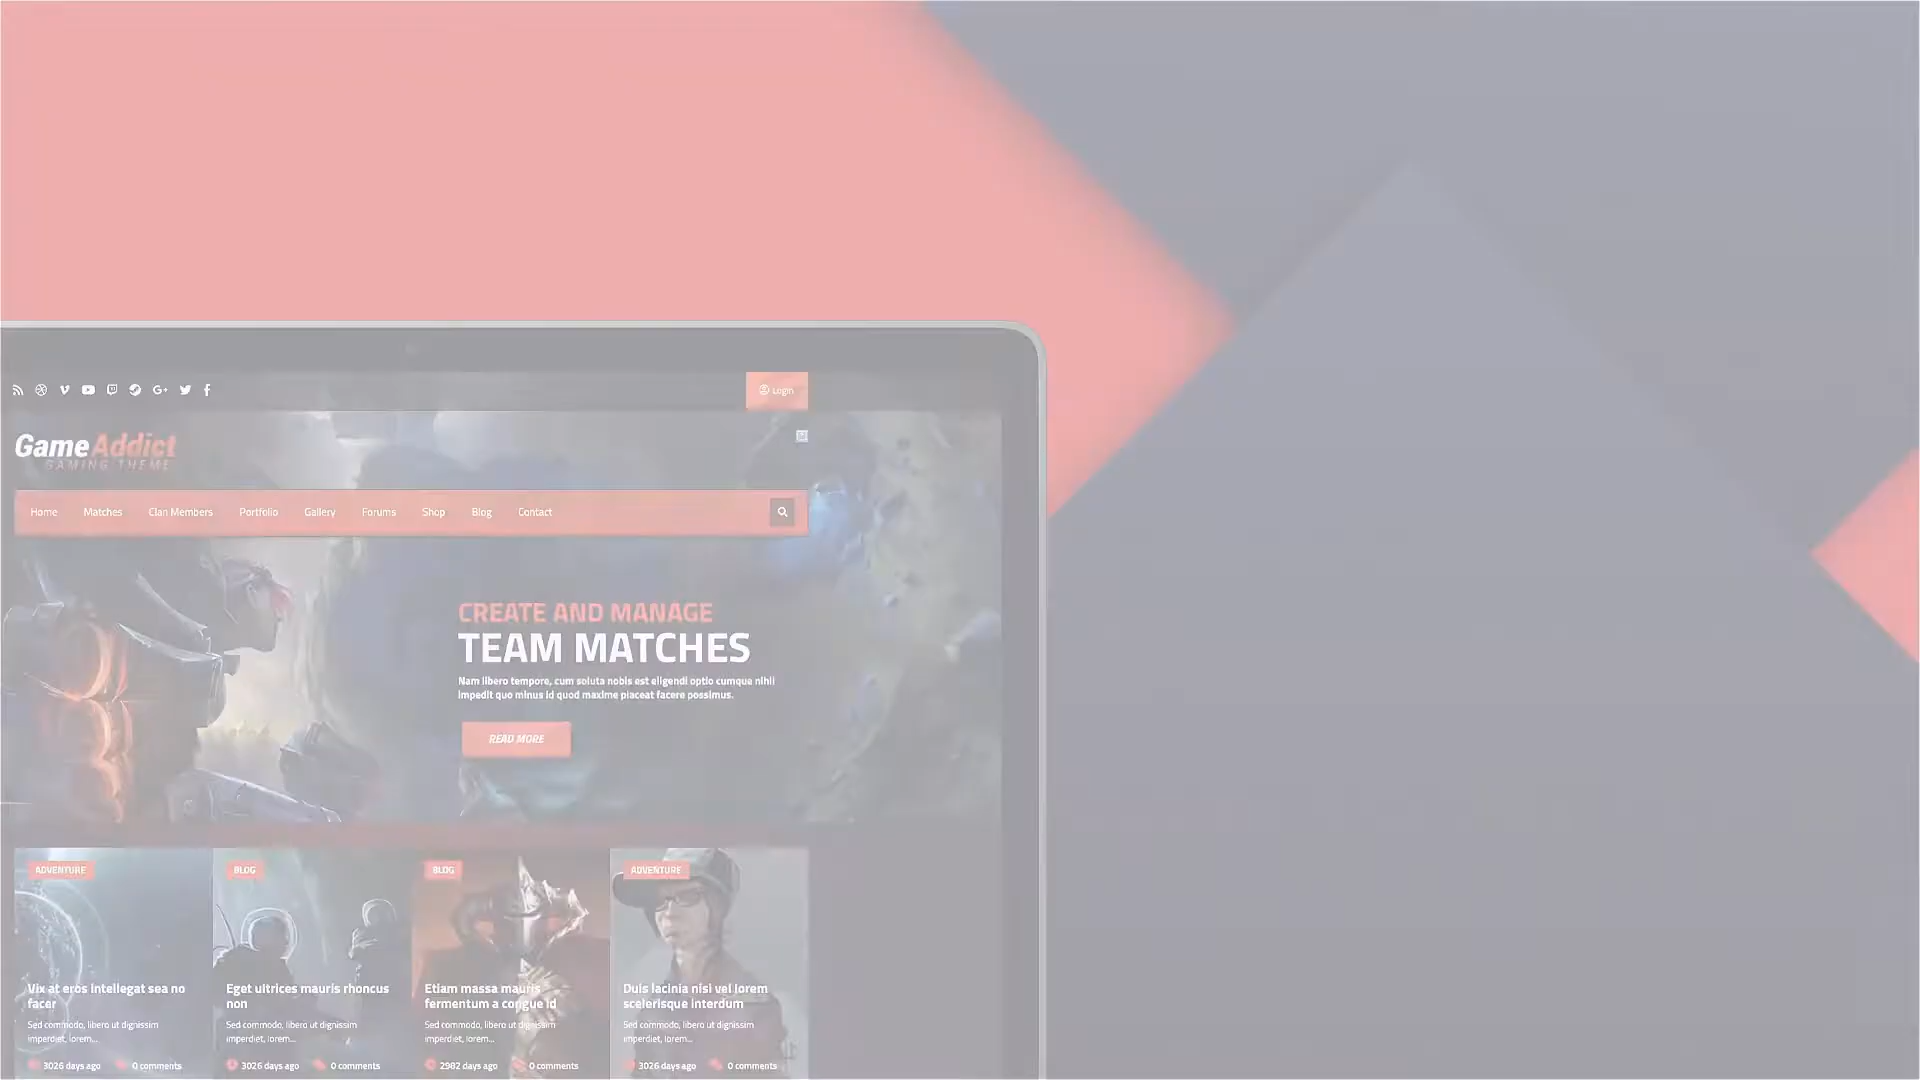 Login
GameAddict
GAMING THEME
Home Matches Clan Members Portfolio Gallery Forums Shop Blog Contact
CREATE AND MANAGE
TEAM MATCHES
Nam libero tempore, cum soluta nobis est eligendi optio cumque nihil
impedit quo minus id quod maxime placeat facere possimus.
READ MORE
ADVENTURE
Vix at eros intellegat sea no
facer
Sed commodo, libero ut dignissim
imperdiet, lorem...
3026 days ago 0 comments
BLOG
Eget ultrices mauris rhoncus
non
Sed commodo, libero ut dignissim
imperdiet, lorem...
3026 days ago 0 comments
BLOG
Etiam massa mauris
fermentum a congue id
Sed commodo, libero ut dignissim
imperdiet, lorem...
2982 days ago 0 comments
ADVENTURE
Duis lacinia nisi vel lorem
scelerisque interdum
Sed commodo, libero ut dignissim
imperdiet, lorem...
3026 days ago 0 comments